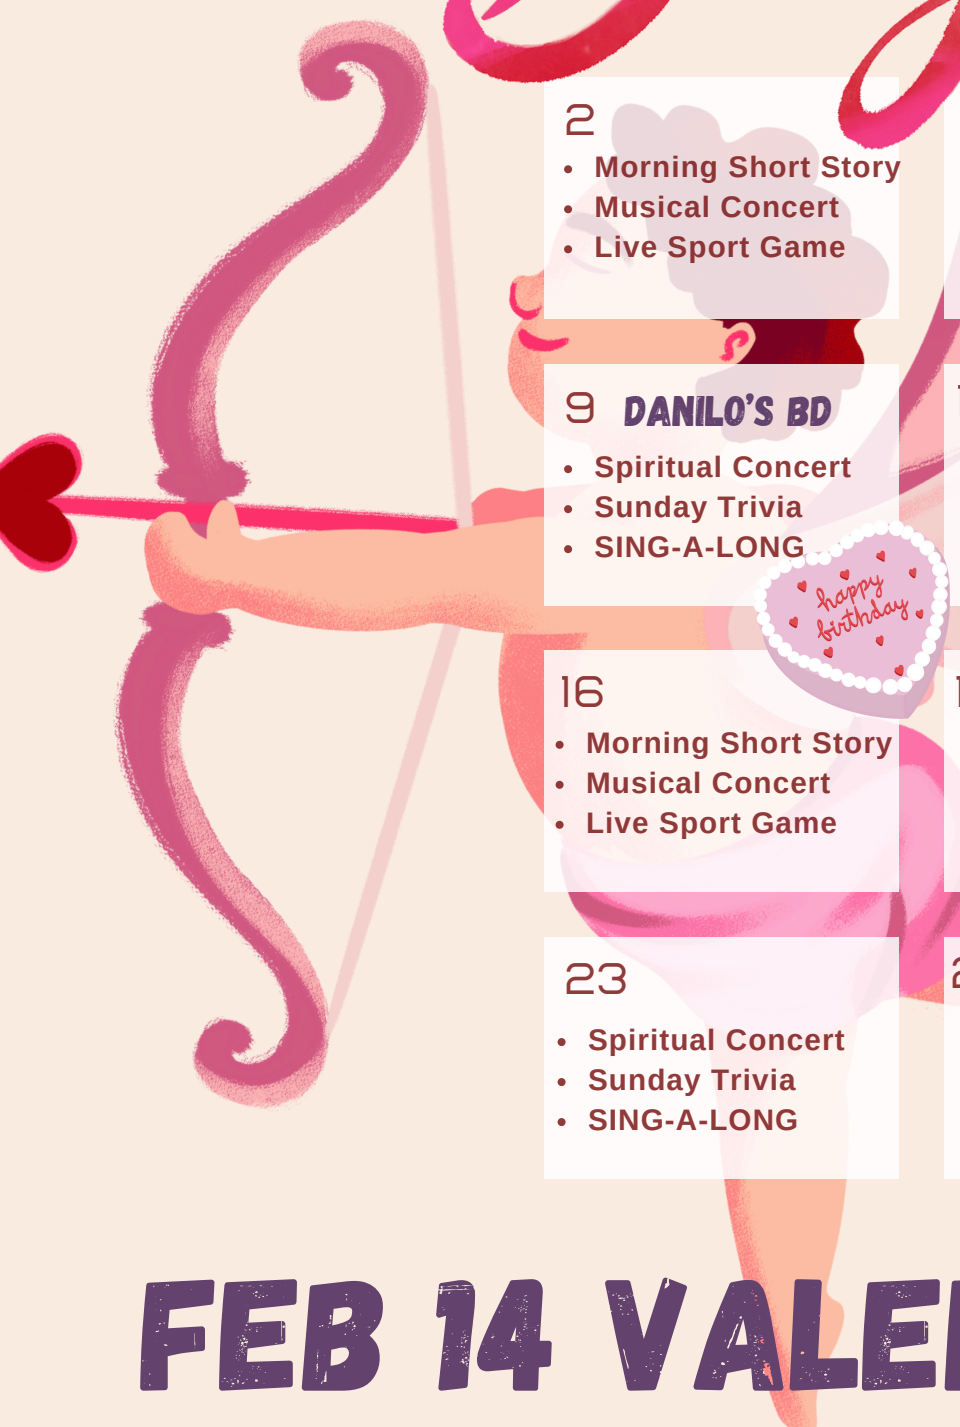 2
• Morning Short Story
• Musical Concert
• Live Sport Game
9 DANILO'S BD
• Spiritual Concert
• Sunday Trivia
• SING-A-LONG
happy
birthday
16
• Morning Short Story
• Musical Concert
• Live Sport Game
23
• Spiritual Concert
• Sunday Trivia
• SING-A-LONG
FEB 14